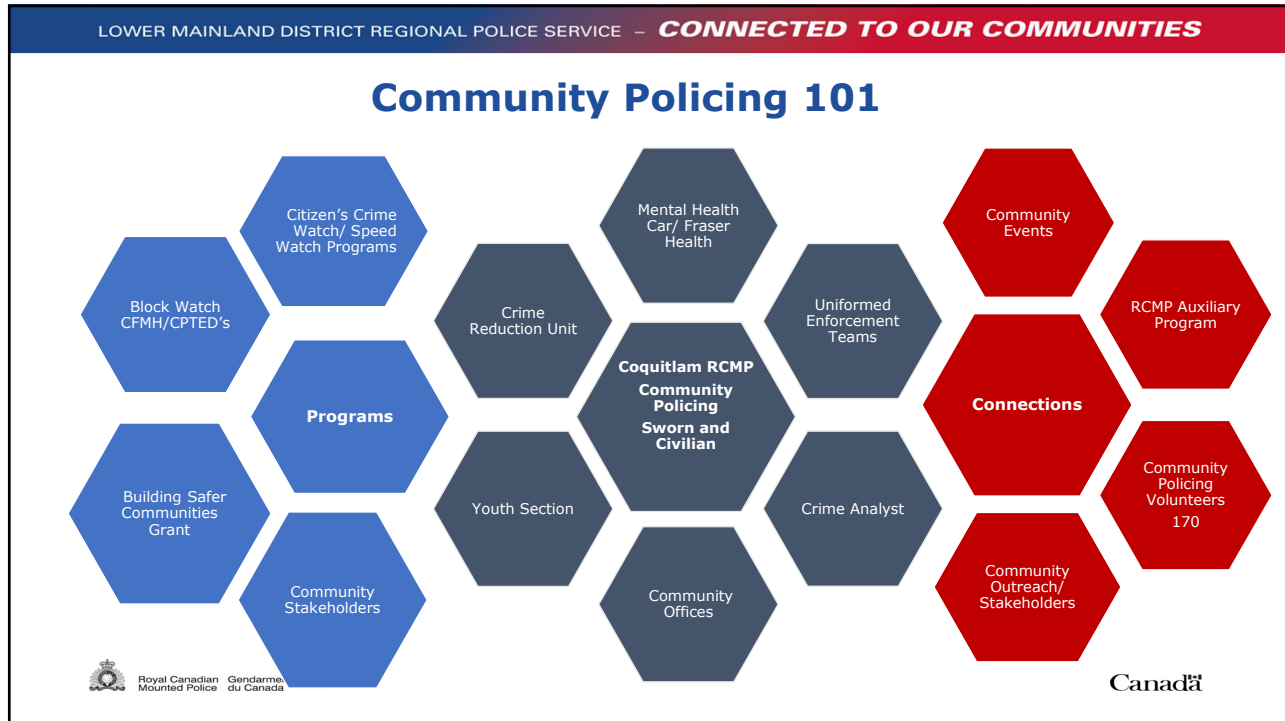 LOWER MAINLAND DISTRICT REGIONAL POLICE SERVICE – CONNECTED TO OUR COMMUNITIES
Community Policing 101
Citizen's Crime
Watch/ Speed
Watch Programs
Block Watch
CFMH/CPTED's
Programs
Building Safer
Communities
Grant
Community
Stakeholders
Mental Health
Car/ Fraser
Health
Crime
Reduction Unit
Uniformed
Enforcement
Teams
Coquitlam RCMP
Community
Policing
Sworn and
Civilian
Youth Section
Crime Analyst
Community
Offices
Community
Events
RCMP Auxiliary
Program
Connections
Community
Policing
Volunteers
170
Community
Outreach/
Stakeholders
Royal Canadian Mounted Police
Gendarme
du Canada
Canada